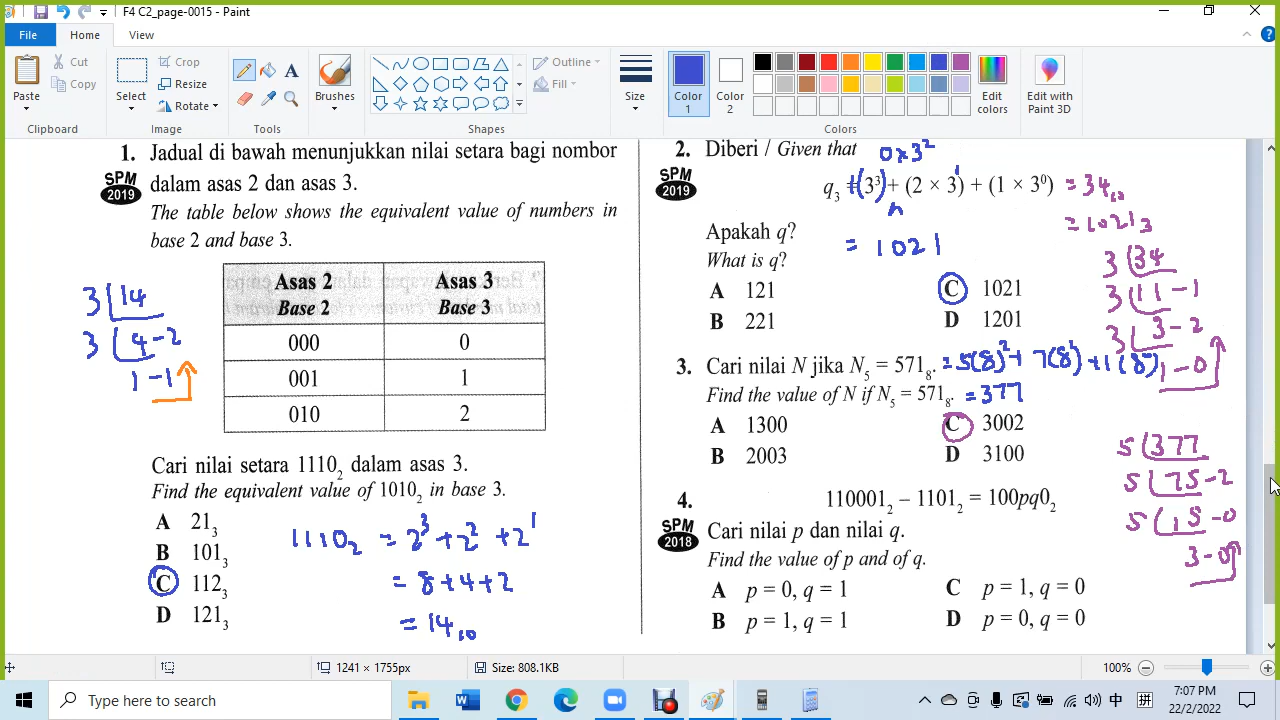 F4 C2_page-0015 - Paint
File Home View
Paste Cut Copy Clipboard
Select Crop Resize Rotate Image
Tools
Brushes
Outline Fill Shapes
Size
Color 1 Color 2 Edit colors Colors
Edit with Paint 3D
1. Jadual di bawah menunjukkan nilai setara bagi nombor
SPM 2019 dalam asas 2 dan asas 3.
The table below shows the equivalent value of numbers in
base 2 and base 3.
Asas 2 Asas 3
Base 2 Base 3
000 0
001 1
010 2
3 14
3 4 - 2
1 - 1
Cari nilai setara 1110₂ dalam asas 3.
Find the equivalent value of 1010₂ in base 3.
A 21₃
B 101₃
C 112₃
D 121₃
1110₂ = 2³ + 2² + 2¹
= 8 + 4 + 2
= 14₁₀
2. Diberi / Given that
0 × 3²
SPM 2019
q₃ = (3³) + (2 × 3¹) + (1 × 3⁰) = 34₁₀
= 1021₃
Apakah q?
What is q?
= 1021
A 121
B 221
C 1021
D 1201
3 34
3 11 - 1
3 3 - 2
1 - 0
3. Cari nilai N jika N₅ = 571₈. = 5(8)² + 7(8)¹ + 1(8⁰)
Find the value of N if N₅ = 571₈. = 377
A 1300
B 2003
C 3002
D 3100
5 377
5 75 - 2
5 15 - 0
3 - 0
4. 110001₂ – 1101₂ = 100pq0₂
SPM 2018 Cari nilai p dan nilai q.
Find the value of p and of q.
A p = 0, q = 1
B p = 1, q = 1
C p = 1, q = 0
D p = 0, q = 0
1241 × 1755px
Size: 808.1KB
100%
Type here to search
中 拼
7:07 PM
22/2/2022